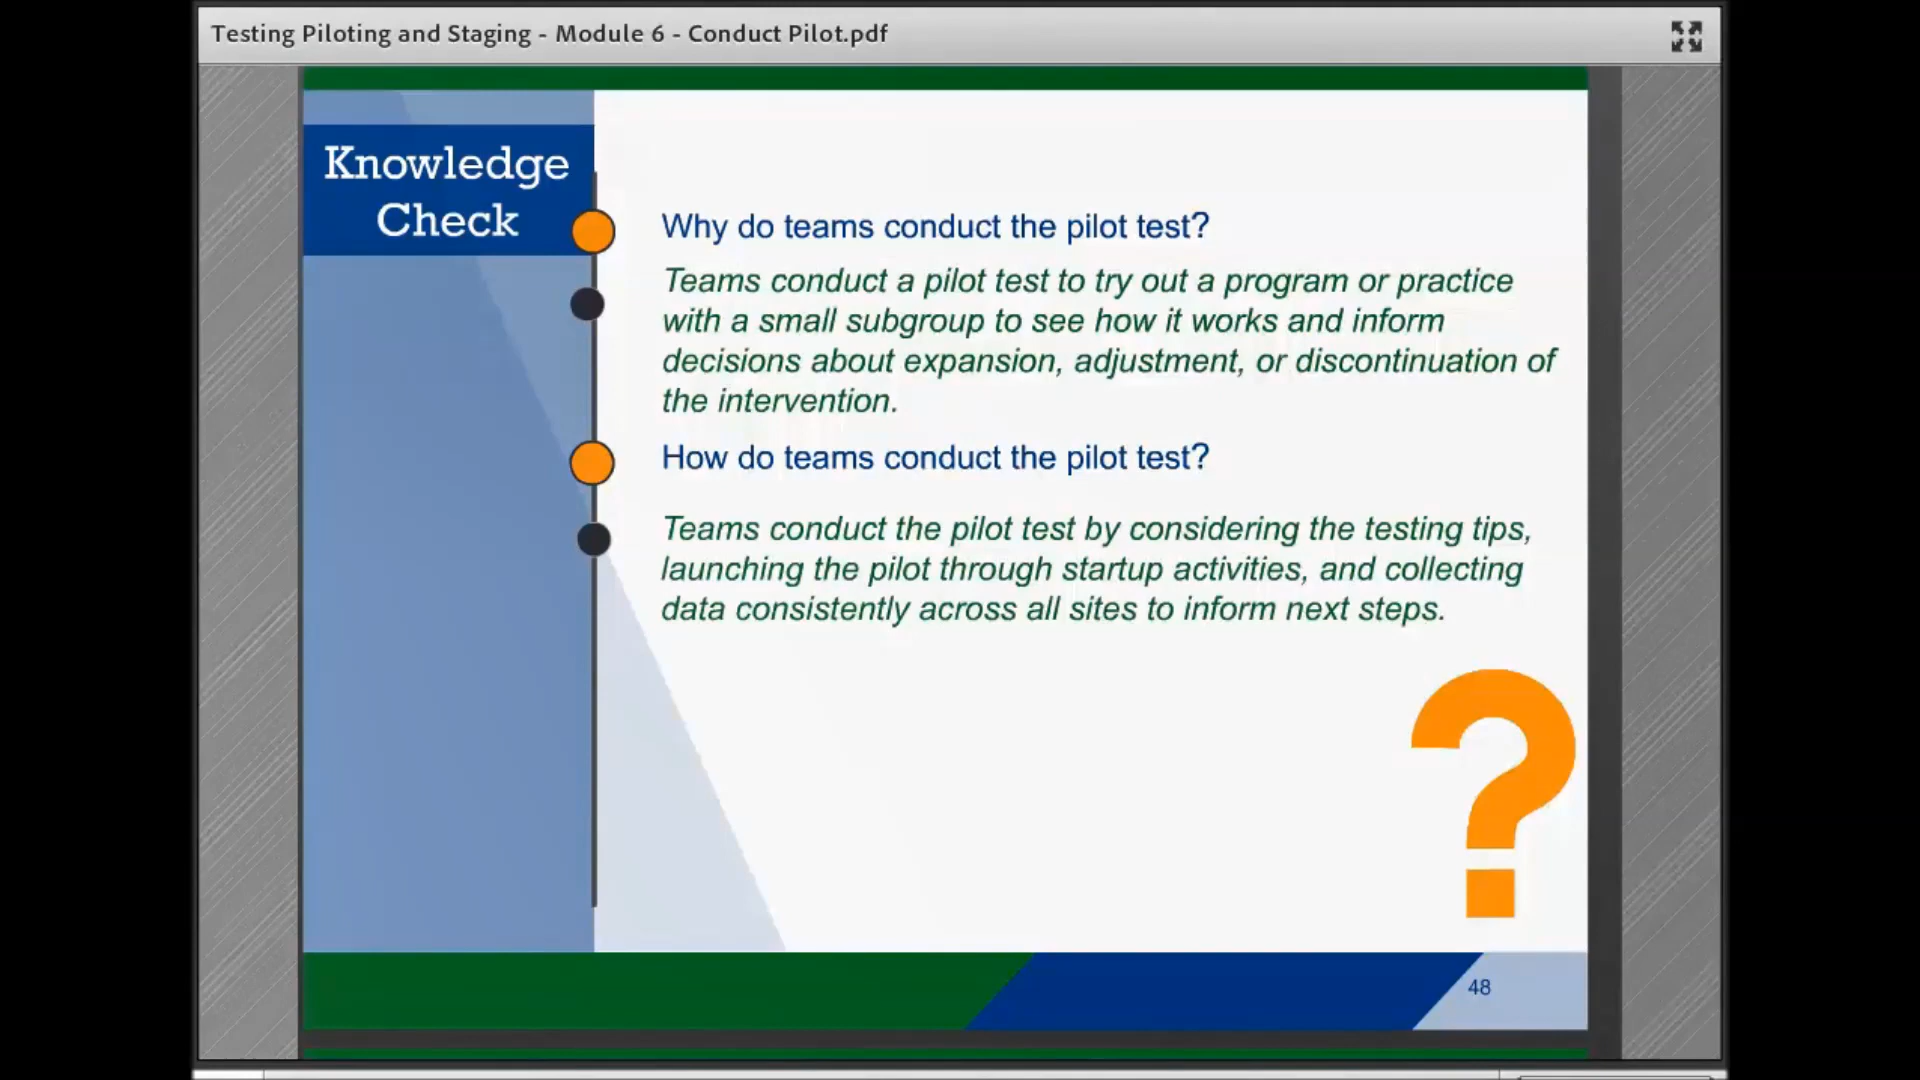 Testing Piloting and Staging - Module 6 - Conduct Pilot.pdf
Knowledge
Check
Why do teams conduct the pilot test?
Teams conduct a pilot test to try out a program or practice
with a small subgroup to see how it works and inform
decisions about expansion, adjustment, or discontinuation of
the intervention.
How do teams conduct the pilot test?
Teams conduct the pilot test by considering the testing tips,
launching the pilot through startup activities, and collecting
data consistently across all sites to inform next steps.
?
48